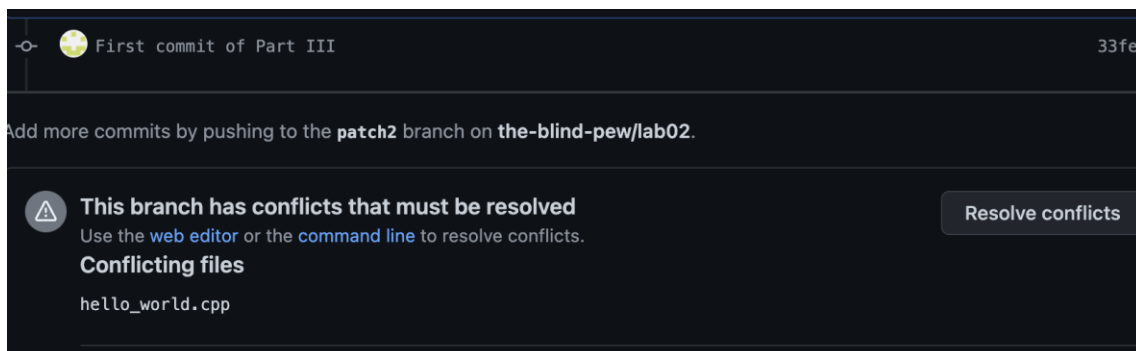 First commit of Part III 33fe
Add more commits by pushing to the patch2 branch on the-blind-pew/lab02.
This branch has conflicts that must be resolved
Resolve conflicts
Use the web editor or the command line to resolve conflicts.
Conflicting files
hello_world.cpp